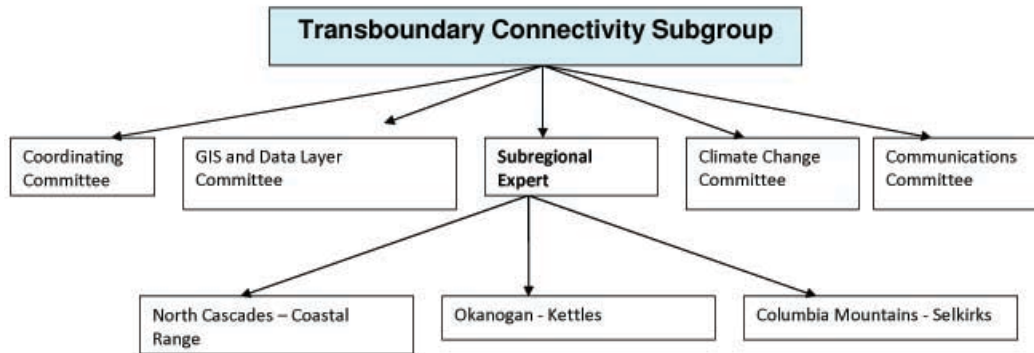 Transboundary Connectivity Subgroup
Coordinating
Committee
GIS and Data Layer
Committee
Subregional
Expert
Climate Change
Committee
Communications
Committee
North Cascades – Coastal
Range
Okanogan - Kettles
Columbia Mountains - Selkirks